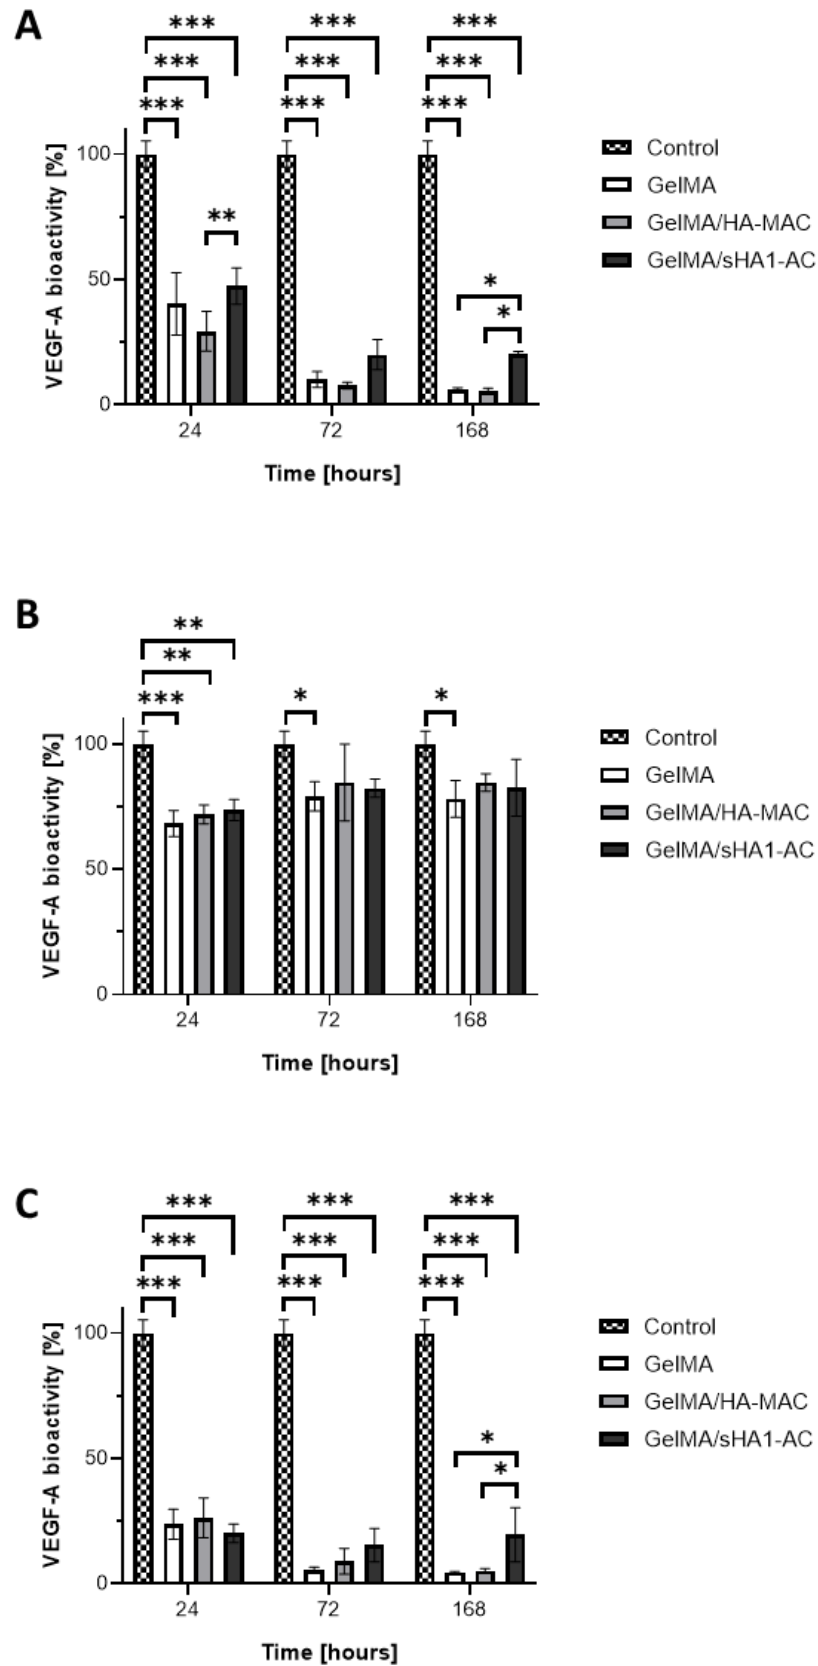 A
***
***
***
***
***
***
***
***
***
**
*
*
VEGF-A bioactivity [%]
100
50
0
24
72
168
Time [hours]
Control
GelMA
GelMA/HA-MAC
GelMA/sHA1-AC
B
**
**
***
*
*
VEGF-A bioactivity [%]
100
50
0
24
72
168
Time [hours]
Control
GelMA
GelMA/HA-MAC
GelMA/sHA1-AC
C
***
***
***
***
***
***
***
***
***
*
*
VEGF-A bioactivity [%]
100
50
0
24
72
168
Time [hours]
Control
GelMA
GelMA/HA-MAC
GelMA/sHA1-AC